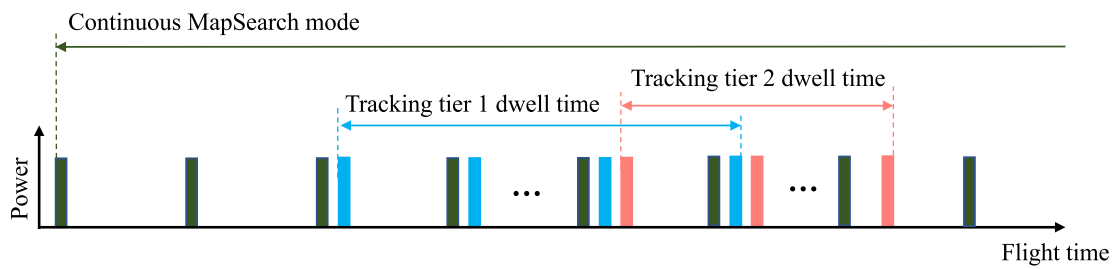 Continuous MapSearch mode
Tracking tier 2 dwell time
Tracking tier 1 dwell time
Power
...
...
Flight time